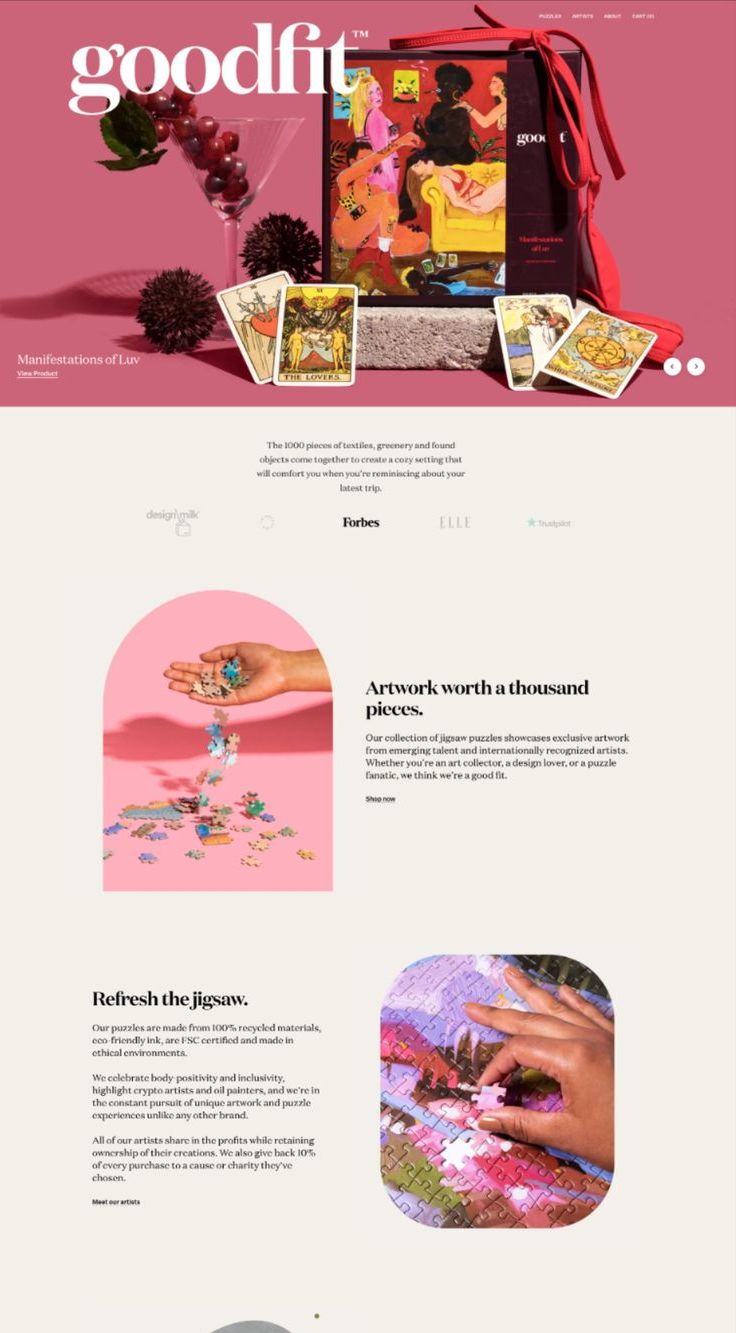 PUZZLES ARTISTS ABOUT CART (0)
goodfit™
goo t
Manifestations
of Luv
VI
THE LOVERS.
Manifestations of Luv
View Product
The 1000 pieces of textiles, greenery and found
objects come together to create a cozy setting that
will comfort you when you're reminiscing about your
latest trip.
design\milk
Forbes
ELLE
Trustpilot
Artwork worth a thousand
pieces.
Our collection of jigsaw puzzles showcases exclusive artwork
from emerging talent and internationally recognized artists.
Whether you're an art collector, a design lover, or a puzzle
fanatic, we think we're a good fit.
Shop now
Refresh the jigsaw.
Our puzzles are made from 100% recycled materials,
eco-friendly ink, are FSC certified and made in
ethical environments.
We celebrate body-positivity and inclusivity,
highlight crypto artists and oil painters, and we're in
the constant pursuit of unique artwork and puzzle
experiences unlike any other brand.
All of our artists share in the profits while retaining
ownership of their creations. We also give back 10%
of every purchase to a cause or charity they've
chosen.
Meet our artists